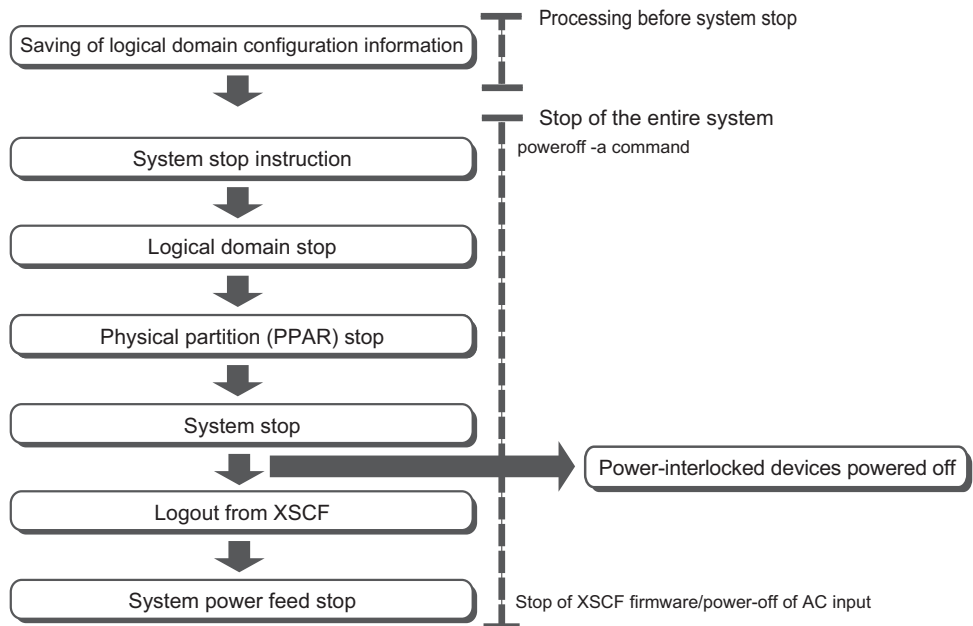 Processing before system stop
Saving of logical domain configuration information
Stop of the entire system
poweroff -a command
System stop instruction
Logical domain stop
Physical partition (PPAR) stop
System stop
Power-interlocked devices powered off
Logout from XSCF
System power feed stop
Stop of XSCF firmware/power-off of AC input